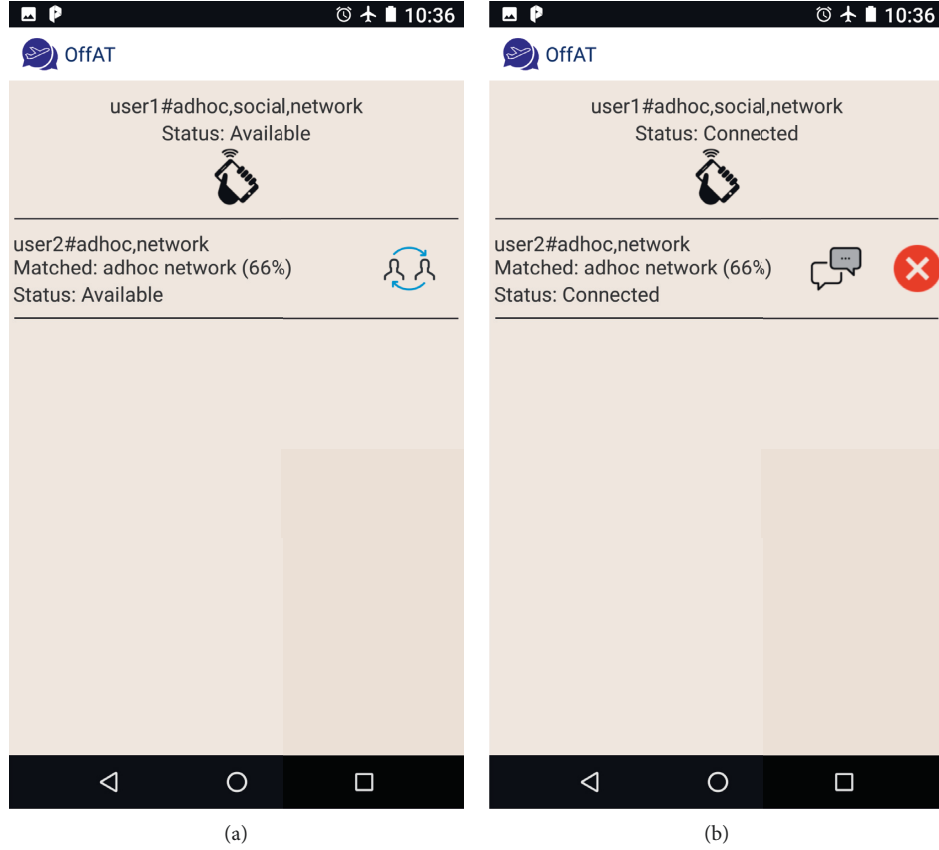 10:36
OffAT
user1#adhoc,social,network
Status: Available
user2#adhoc,network
Matched: adhoc network (66%)
Status: Available
(a)
10:36
OffAT
user1#adhoc,social,network
Status: Connected
user2#adhoc,network
Matched: adhoc network (66%)
Status: Connected
(b)